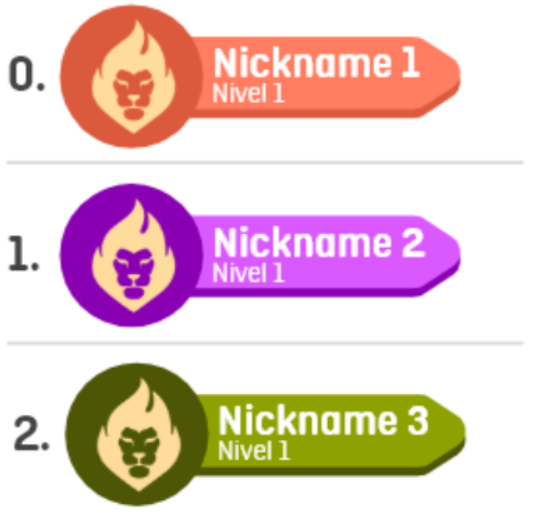 0.
Nickname 1
Nivel 1
1.
Nickname 2
Nivel 1
2.
Nickname 3
Nivel 1